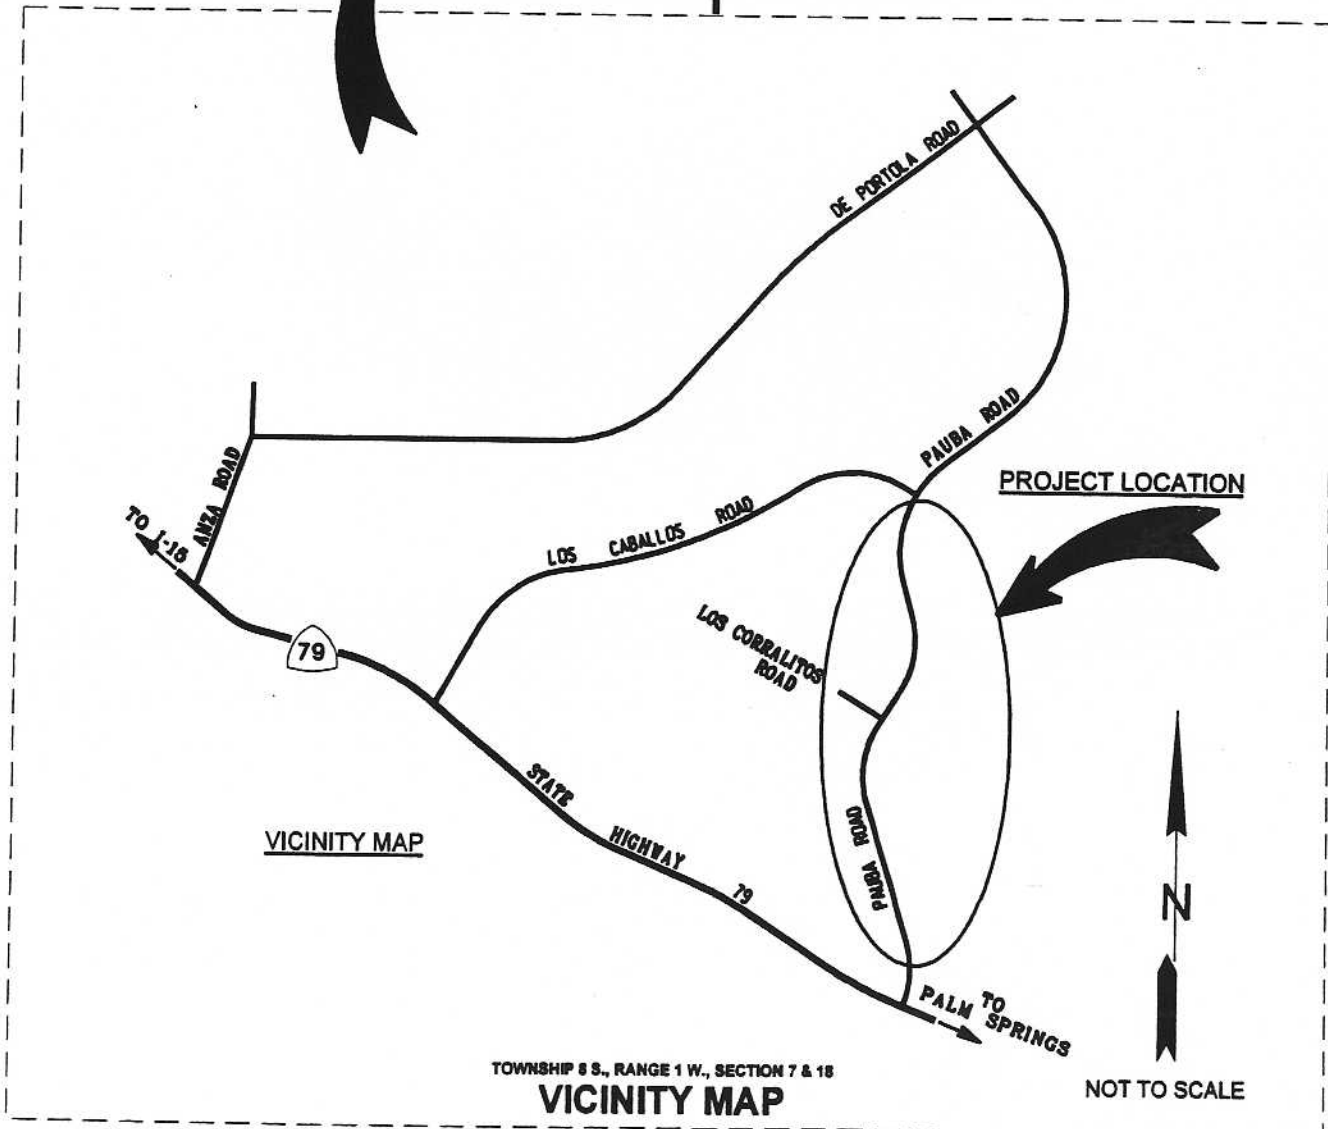 DE PORTOLA ROAD
PAUBA ROAD
PROJECT LOCATION
ANZA ROAD
TO I-15
LOS CABALLOS ROAD
LOS CORRALITOS
ROAD
79
STATE HIGHWAY 79
PAUBA ROAD
VICINITY MAP
N
TO
PALM SPRINGS
TOWNSHIP 8 S., RANGE 1 W., SECTION 7 & 18
VICINITY MAP
NOT TO SCALE